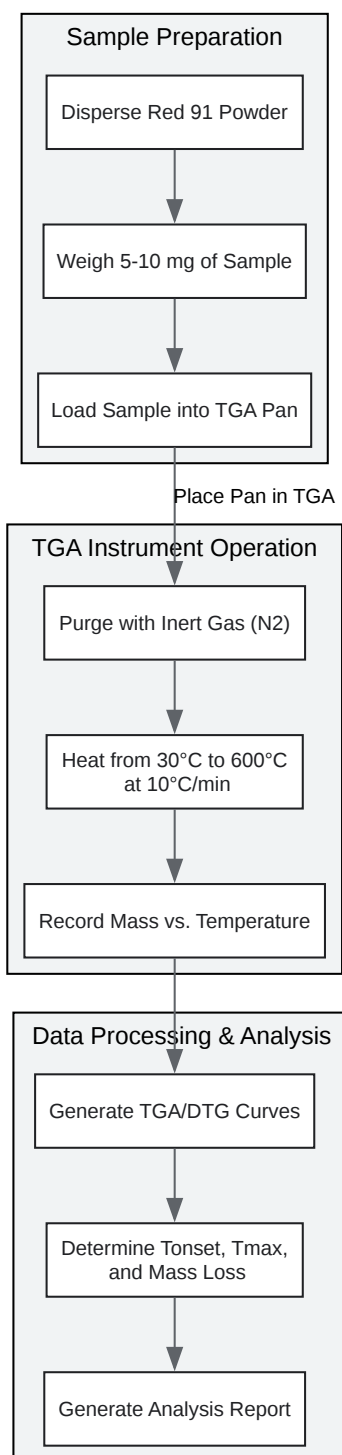 Sample Preparation
Disperse Red 91 Powder
Weigh 5-10 mg of Sample
Load Sample into TGA Pan
Place Pan in TGA
TGA Instrument Operation
Purge with Inert Gas (N2)
Heat from 30°C to 600°C
at 10°C/min
Record Mass vs. Temperature
Data Processing & Analysis
Generate TGA/DTG Curves
Determine Tonset, Tmax,
and Mass Loss
Generate Analysis Report